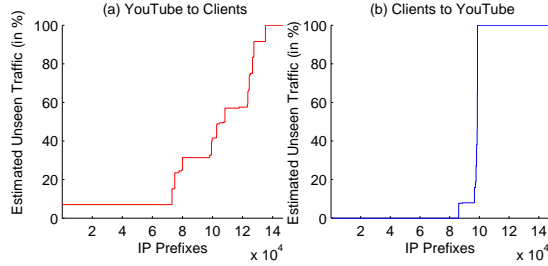 (a) YouTube to Clients
Estimated Unseen Traffic (in %)
100
80
60
40
20
0
2 4 6 8 10 12 14
IP Prefixes
x 10^4
(b) Clients to YouTube
Estimated Unseen Traffic (in %)
100
80
60
40
20
0
2 4 6 8 10 12 14
IP Prefixes
x 10^4